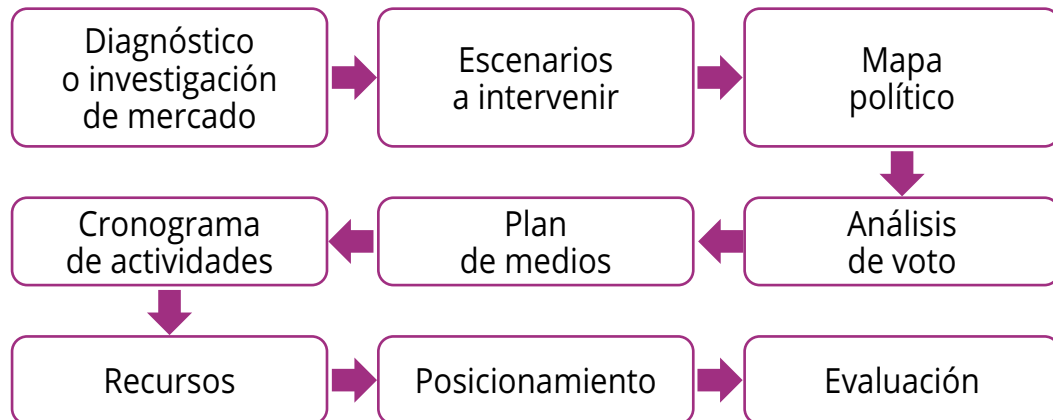 Diagnóstico
o investigación
de mercado
Escenarios
a intervenir
Mapa
político
Análisis
de voto
Plan
de medios
Cronograma
de actividades
Recursos
Posicionamiento
Evaluación